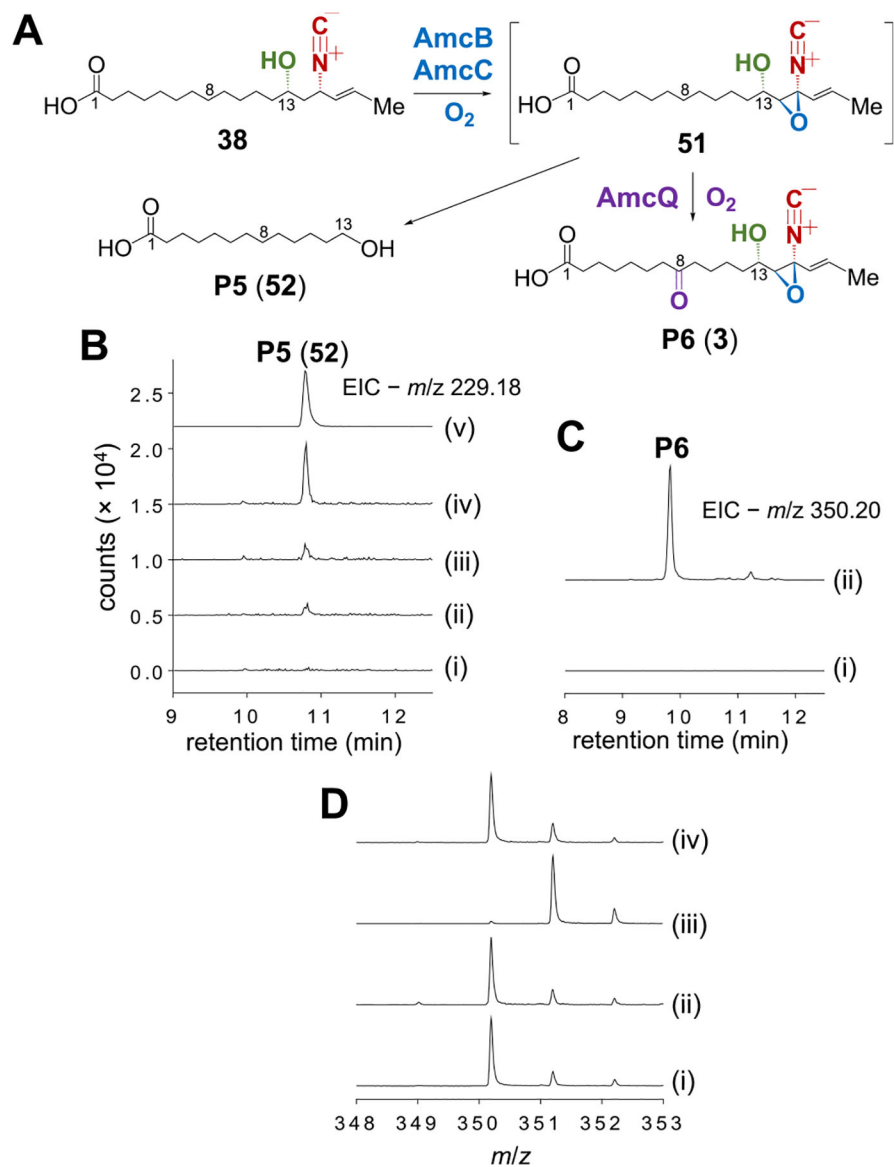 A
HO
C−
N+
O
HO
1
8
13
Me
38
AmcB
AmcC
O2
HO
C−
N+
O
HO
1
8
13
O
Me
51
O
HO
1
8
13
OH
P5 (52)
AmcQ
O2
HO
C−
N+
O
HO
1
8
O
13
O
Me
P6 (3)
B
P5 (52)
EIC − m/z 229.18
2.5
2.0
1.5
1.0
0.5
0.0
counts (× 10⁴)
(v)
(iv)
(iii)
(ii)
(i)
9 10 11 12
retention time (min)
C
P6
EIC − m/z 350.20
(ii)
(i)
8 9 10 11 12
retention time (min)
D
(iv)
(iii)
(ii)
(i)
348 349 350 351 352 353
m/z